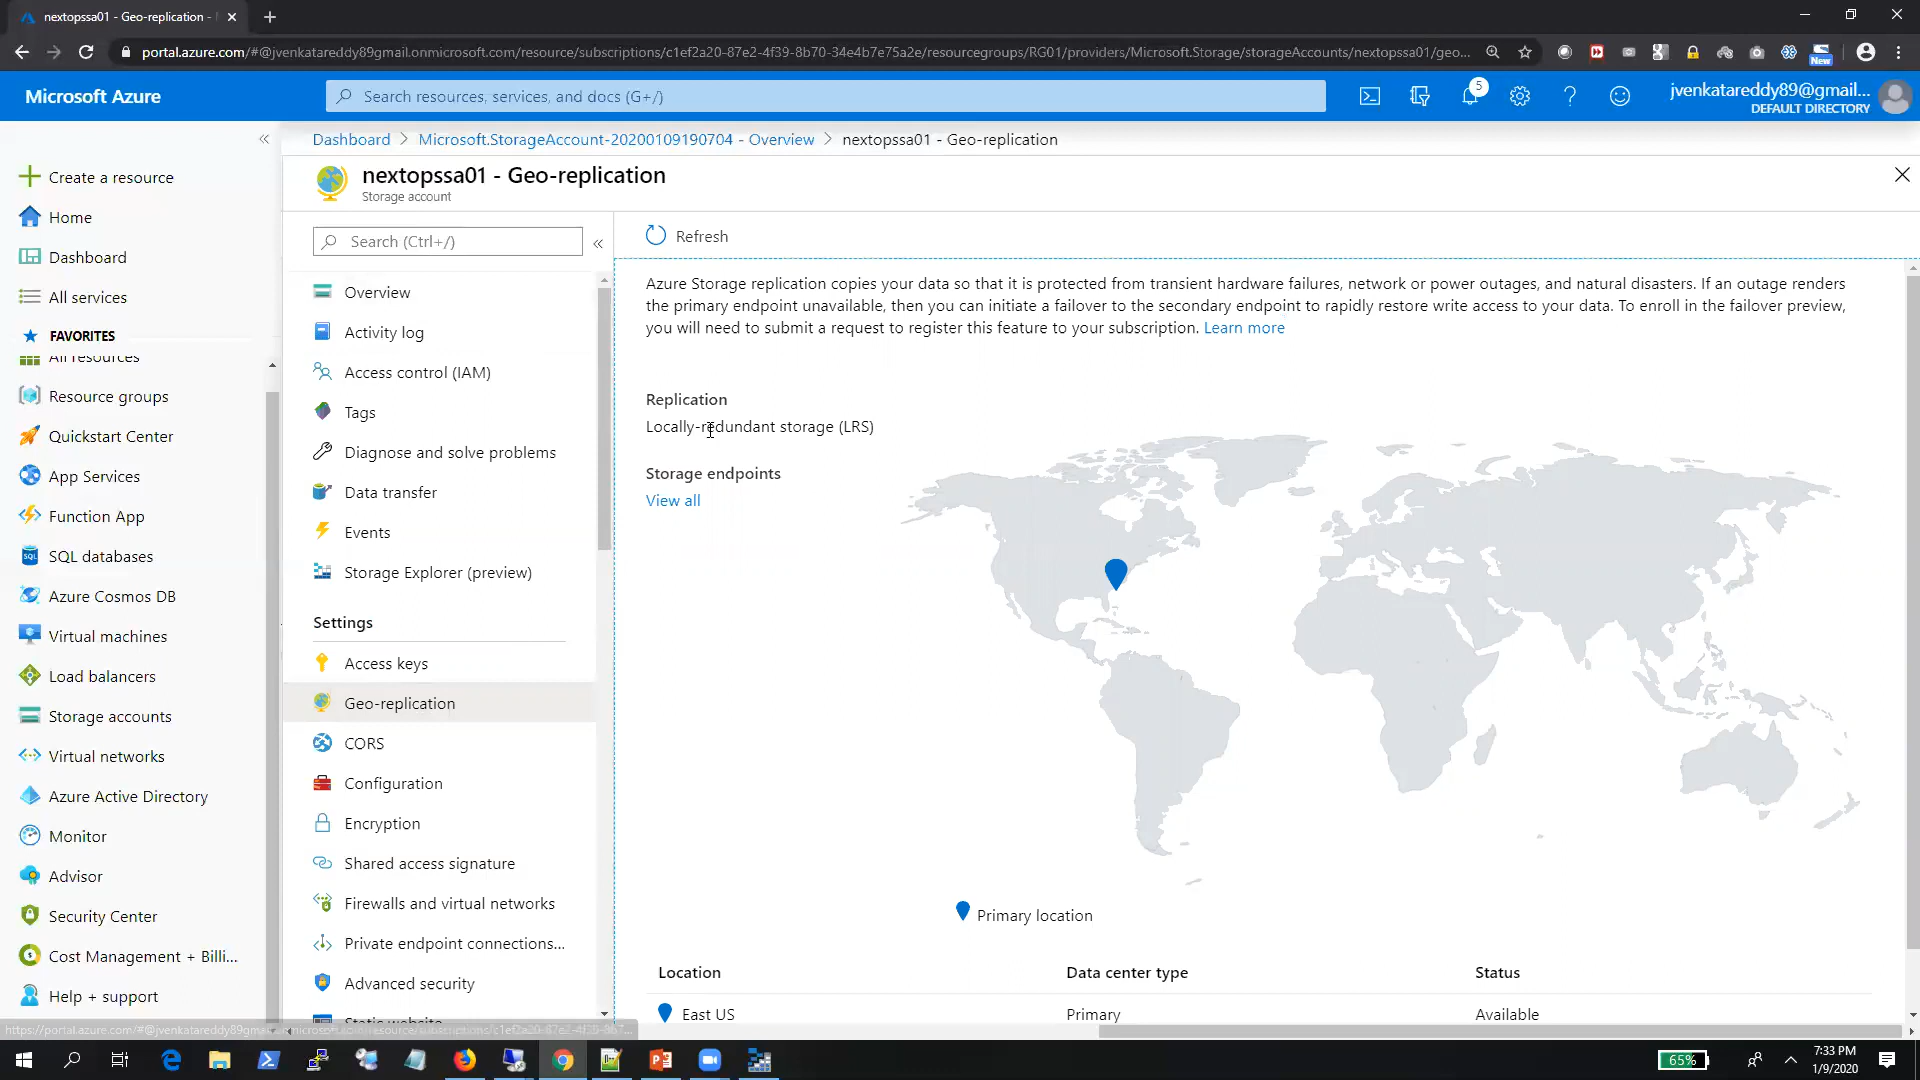 nextopssa01 - Geo-replication -
portal.azure.com/#@jvenkatareddy89gmail.onmicrosoft.com/resource/subscriptions/c1ef2a20-87e2-4f39-8b70-34e4b7e75a2e/resourcegroups/RG01/providers/Microsoft.Storage/storageAccounts/nextopssa01/geo...
New
Microsoft Azure
Search resources, services, and docs (G+/)
5
jvenkatareddy89@gmail....
DEFAULT DIRECTORY
Dashboard > Microsoft.StorageAccount-20200109190704 - Overview > nextopssa01 - Geo-replication
nextopssa01 - Geo-replication
Storage account
Create a resource
Home
Dashboard
All services
FAVORITES
All resources
Resource groups
Quickstart Center
App Services
Function App
SQL databases
Azure Cosmos DB
Virtual machines
Load balancers
Storage accounts
Virtual networks
Azure Active Directory
Monitor
Advisor
Security Center
Cost Management + Billi...
Help + support
Search (Ctrl+/)
Overview
Activity log
Access control (IAM)
Tags
Diagnose and solve problems
Data transfer
Events
Storage Explorer (preview)
Settings
Access keys
Geo-replication
CORS
Configuration
Encryption
Shared access signature
Firewalls and virtual networks
Private endpoint connections...
Advanced security
Static website
Refresh
Azure Storage replication copies your data so that it is protected from transient hardware failures, network or power outages, and natural disasters. If an outage renders
the primary endpoint unavailable, then you can initiate a failover to the secondary endpoint to rapidly restore write access to your data. To enroll in the failover preview,
you will need to submit a request to register this feature to your subscription. Learn more
Replication
Locally-redundant storage (LRS)
Storage endpoints
View all
Primary location
Location Data center type Status
East US Primary Available
65%
7:33 PM
1/9/2020